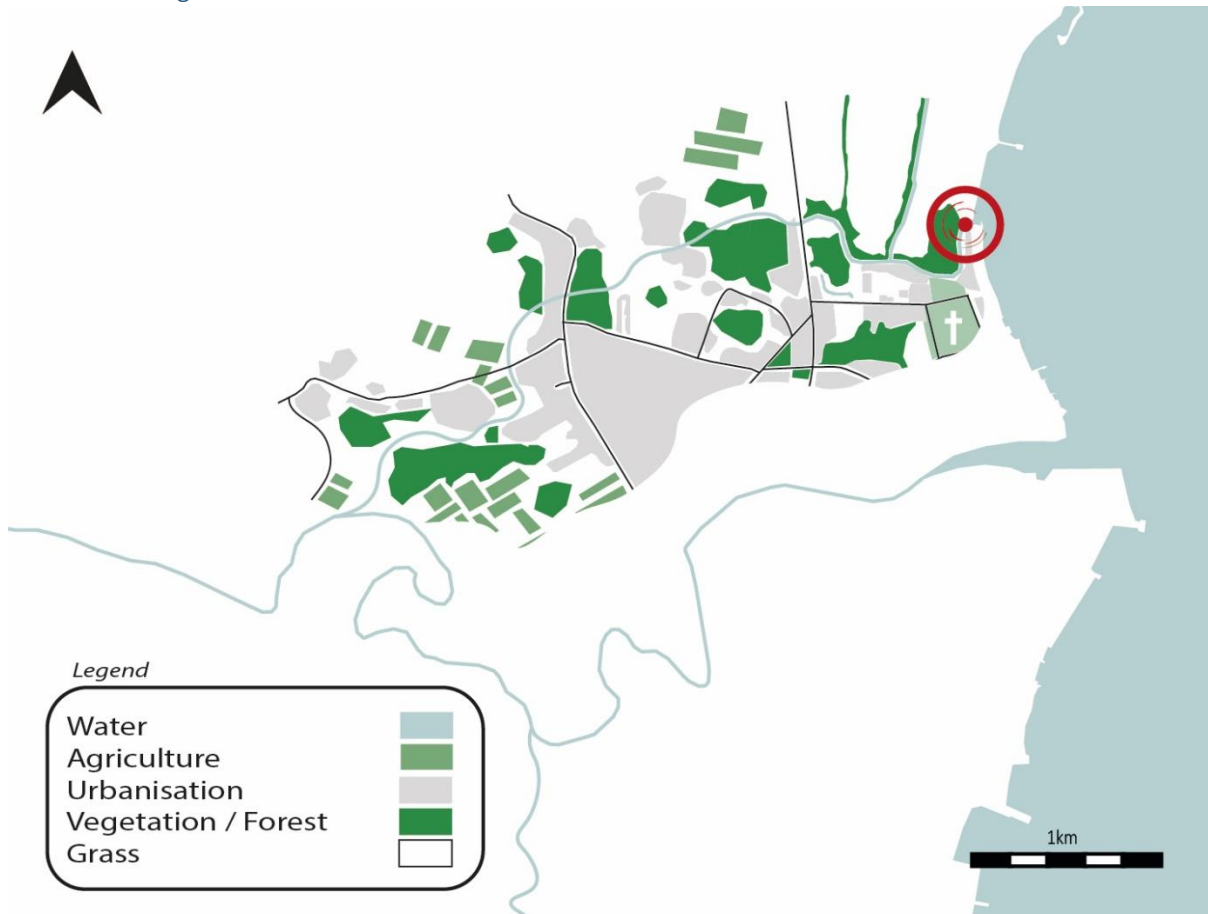 Legend
Water
Agriculture
Urbanisation
Vegetation / Forest
Grass
1km